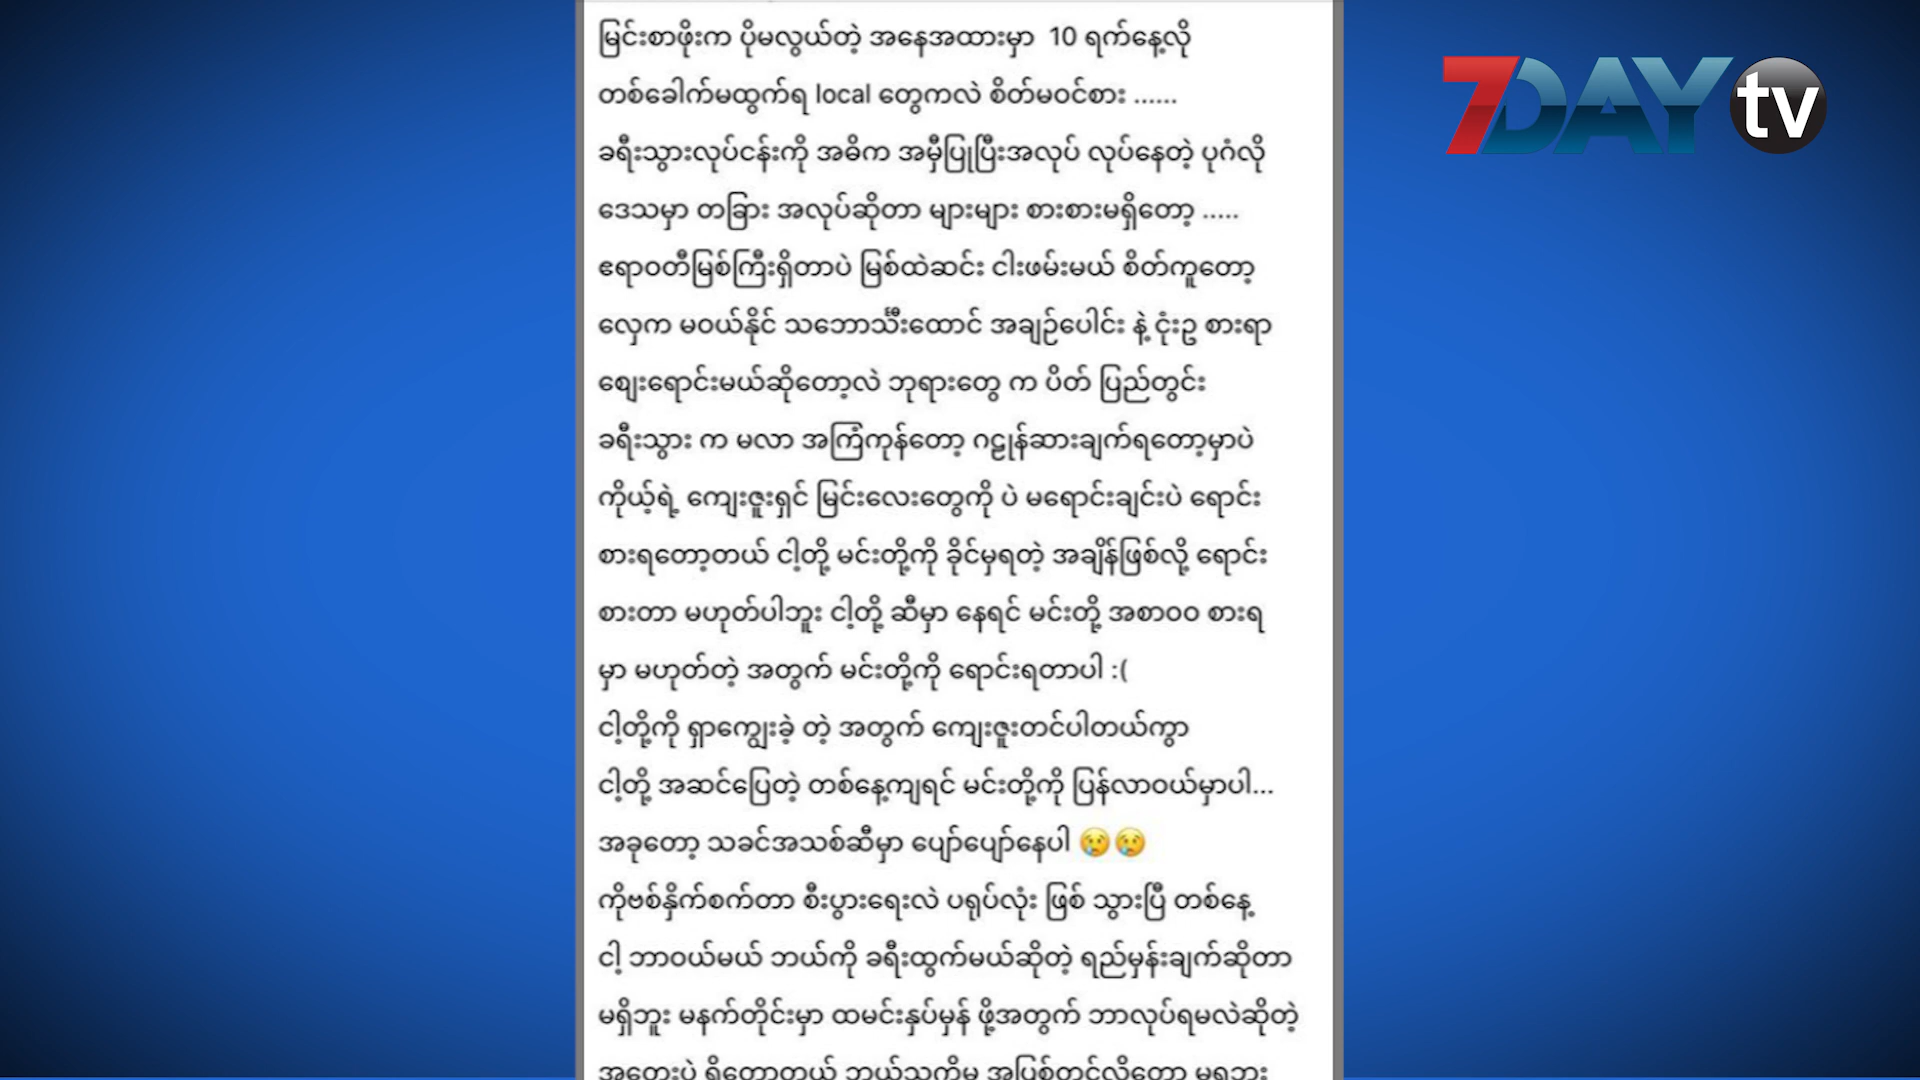 မြင်းစာဖိုးက ပိုမလွယ်တဲ့ အနေအထားမှာ 10 ရက်နေ့လို
တစ်ခေါက်မထွက်ရ local တွေကလဲ စိတ်မဝင်စား ......
ခရီးသွားလုပ်ငန်းကို အဓိက အမှီပြုပြီးအလုပ် လုပ်နေတဲ့ ပုဂံလို
ဒေသမှာ တခြား အလုပ်ဆိုတာ များများ စားစားမရှိတော့ .....
ဧရာဝတီမြစ်ကြီးရှိတာပဲ မြစ်ထဲဆင်း ငါးဖမ်းမယ် စိတ်ကူတော့
လှေက မဝယ်နိုင် သဘောင်္သီးထောင် အချဉ်ပေါင်း နဲ့ ငုံးဥ စားရာ
စျေးရောင်းမယ်ဆိုတော့လဲ ဘုရားတွေ က ပိတ် ပြည်တွင်း
ခရီးသွား က မလာ အကြံကုန်တော့ ဂဠုန်ဆားချက်ရတော့မှာပဲ
ကိုယ့်ရဲ့ ကျေးဇူးရှင် မြင်းလေးတွေကို ပဲ မရောင်းချင်းပဲ ရောင်း
စားရတော့တယ် ငါ့တို့ မင်းတို့ကို ခိုင်မှရတဲ့ အချိန်ဖြစ်လို့ ရောင်း
စားတာ မဟုတ်ပါဘူး ငါ့တို့ ဆီမှာ နေရင် မင်းတို့ အစာဝဝ စားရ
မှာ မဟုတ်တဲ့ အတွက် မင်းတို့ကို ရောင်းရတာပါ :(
ငါ့တို့ကို ရှာကျွေးခဲ့ တဲ့ အတွက် ကျေးဇူးတင်ပါတယ်ကွာ
ငါ့တို့ အဆင်ပြေတဲ့ တစ်နေ့ကျရင် မင်းတို့ကို ပြန်လာဝယ်မှာပါ...
အခုတော့ သခင်အသစ်ဆီမှာ ပျော်ပျော်နေပါ 😢😢
ကိုဗစ်နှိက်စက်တာ စီးပွားရေးလဲ ပရုပ်လုံး ဖြစ် သွားပြီ တစ်နေ့
ငါ့ ဘာဝယ်မယ် ဘယ်ကို ခရီးထွက်မယ်ဆိုတဲ့ ရည်မှန်းချက်ဆိုတာ
မရှိဘူး မနက်တိုင်းမှာ ထမင်းနှပ်မှန် ဖို့အတွက် ဘာလုပ်ရမလဲဆိုတဲ့
7DAY tv